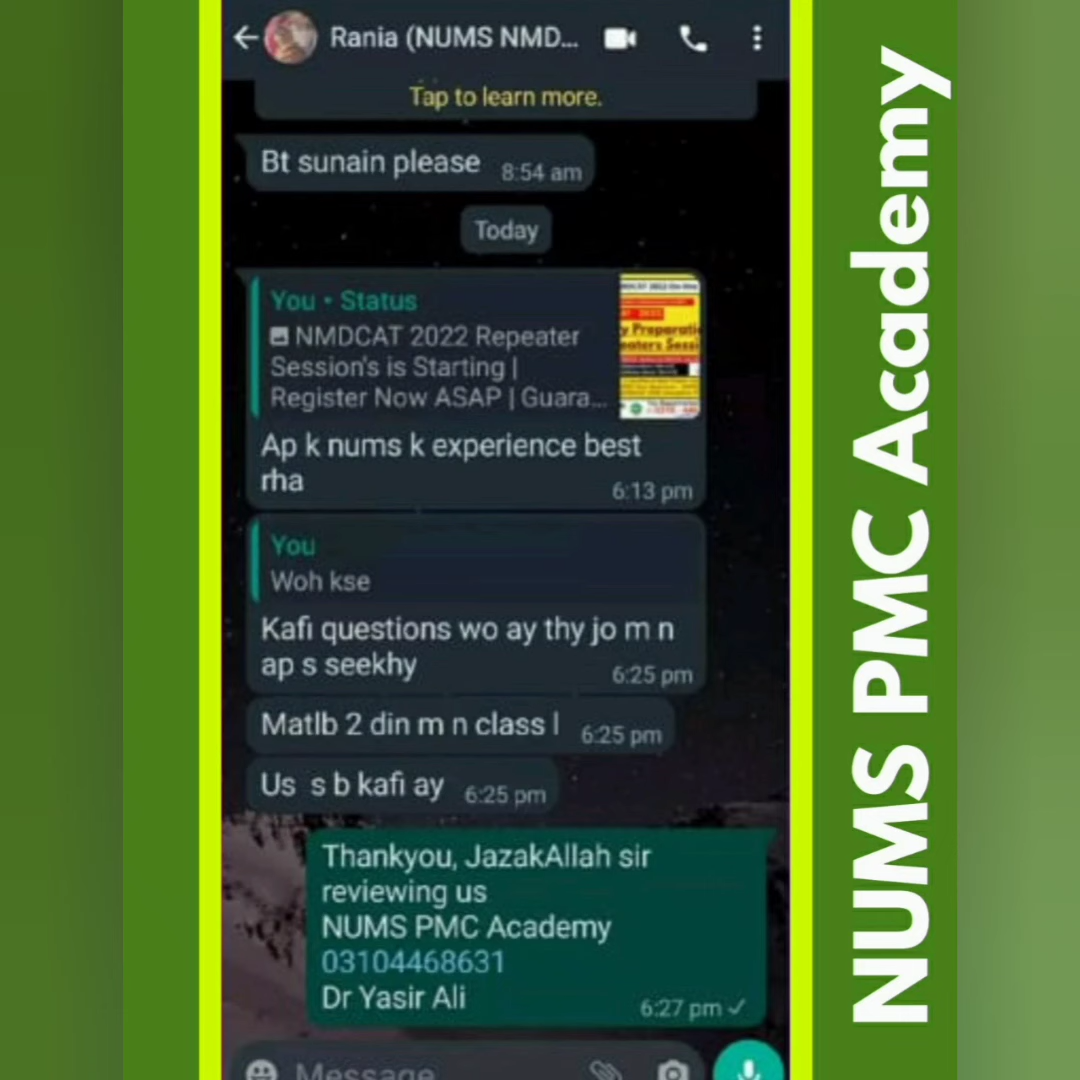 Rania (NUMS NMD...
Tap to learn more.
Bt sunain please 8:54 am
Today
You • Status
NMDCAT 2022 Repeater
Session's is Starting |
Register Now ASAP | Guara...
y Preparati
eaters Sessi
Ap k nums k experience best
rha 6:13 pm
You
Woh kse
Kafi questions wo ay thy jo m n
ap s seekhy 6:25 pm
Matlb 2 din m n class l 6:25 pm
Us s b kafi ay 6:25 pm
Thankyou, JazakAllah sir
reviewing us
NUMS PMC Academy
03104468631
Dr Yasir Ali 6:27 pm
Message
NUMS PMC Academy